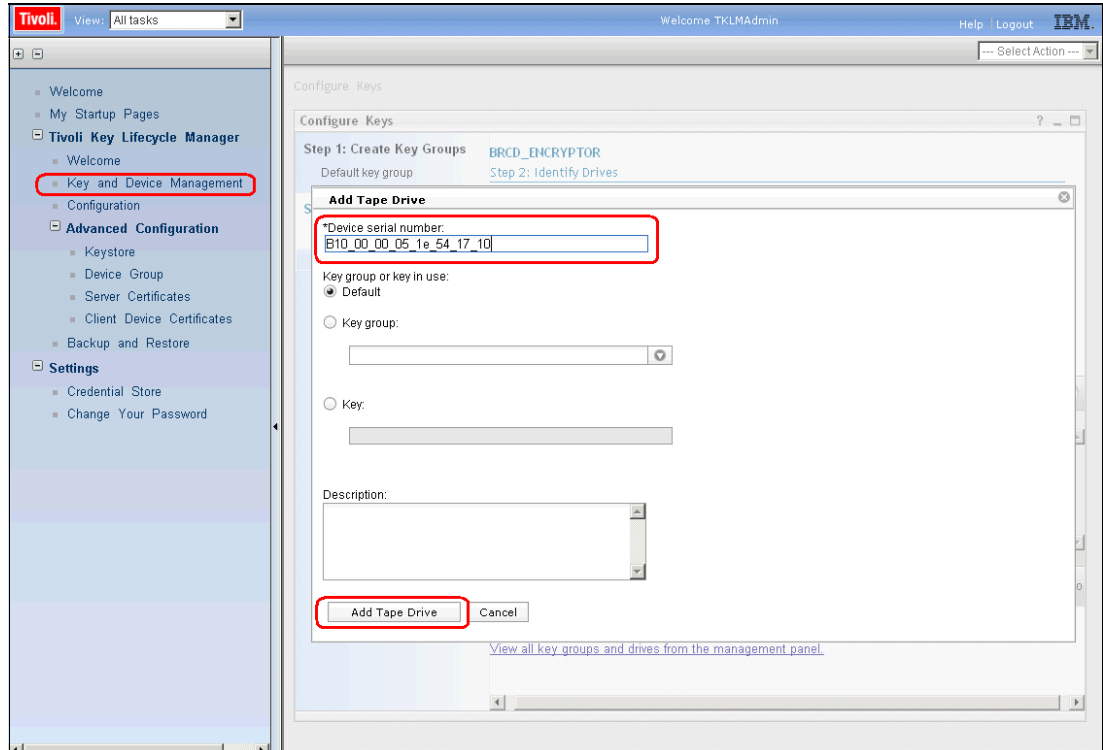 Tivoli. View: All tasks Welcome TKLMAdmin Help Logout IBM.
--- Select Action ---
Welcome
My Startup Pages
Tivoli Key Lifecycle Manager
Welcome
Key and Device Management
Configuration
Advanced Configuration
Keystore
Device Group
Server Certificates
Client Device Certificates
Backup and Restore
Settings
Credential Store
Change Your Password
Configure Keys
Configure Keys
Step 1: Create Key Groups
BRCD_ENCRYPTOR
Default key group
Step 2: Identify Drives
S
Add Tape Drive
*Device serial number:
B10_00_00_05_1e_54_17_10
Key group or key in use:
Default
Key group:
Key:
Description:
Add Tape Drive Cancel
o
View all key groups and drives from the management panel.